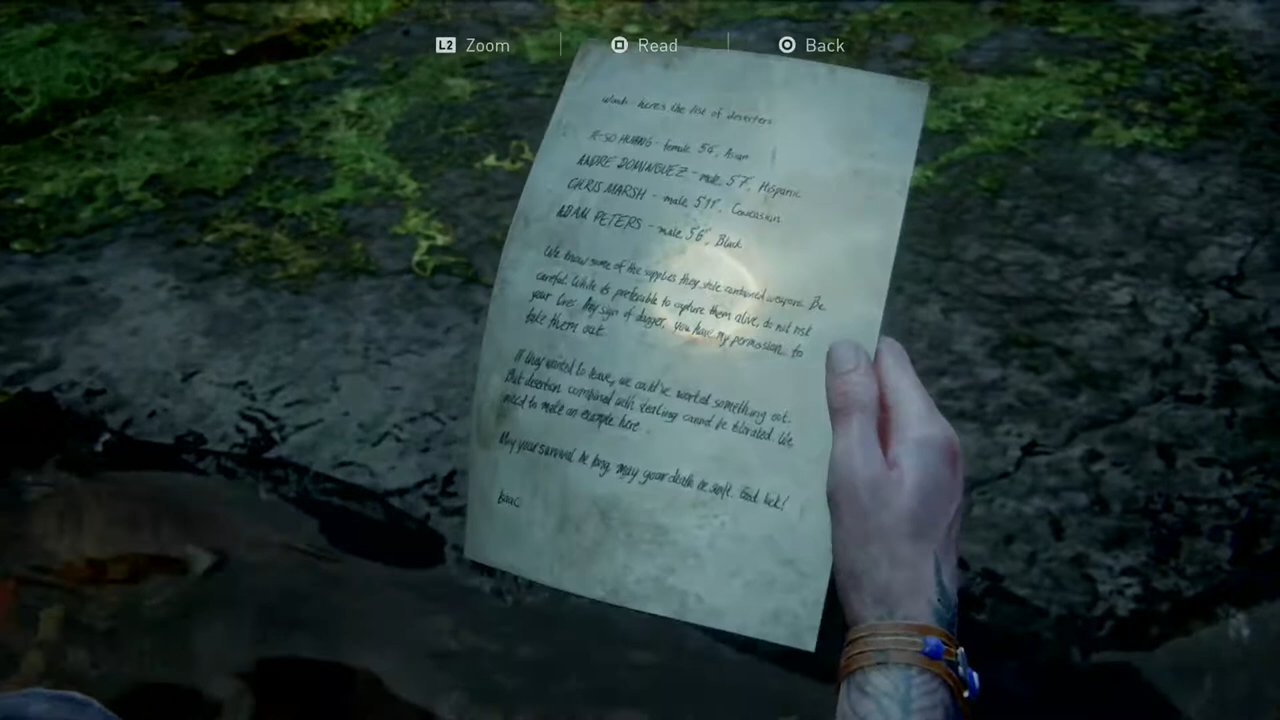 L2 Zoom
Read
Back
Wlads - here's the list of deserters
Ji-SO HUANG - female 5'4", Asian
ANDRE DOMINGUEZ - male, 5'7", Hispanic
CHRIS MARSH - male 5'11", Caucasian
ADAM PETERS - male 5'6", Black
We know some of the supplies they stole contained weapons. Be
careful. While its preferable to capture them alive, do not risk
your lives. Any sign of danger, you have my permission to
take them out.
If they wanted to leave, we could've worked something out.
But desertion combined with stealing cannot be tolerated. We
need to make an example here.
May your survival be long. May your death be swift. Good luck!
Isaac